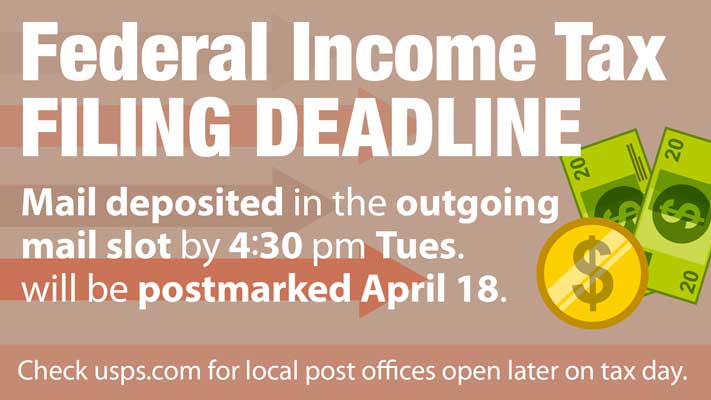 Federal Income Tax
FILING DEADLINE
Mail deposited in the outgoing
mail slot by 4:30 pm Tues.
will be postmarked April 18.
20
20
20
$
$
$
Check usps.com for local post offices open later on tax day.